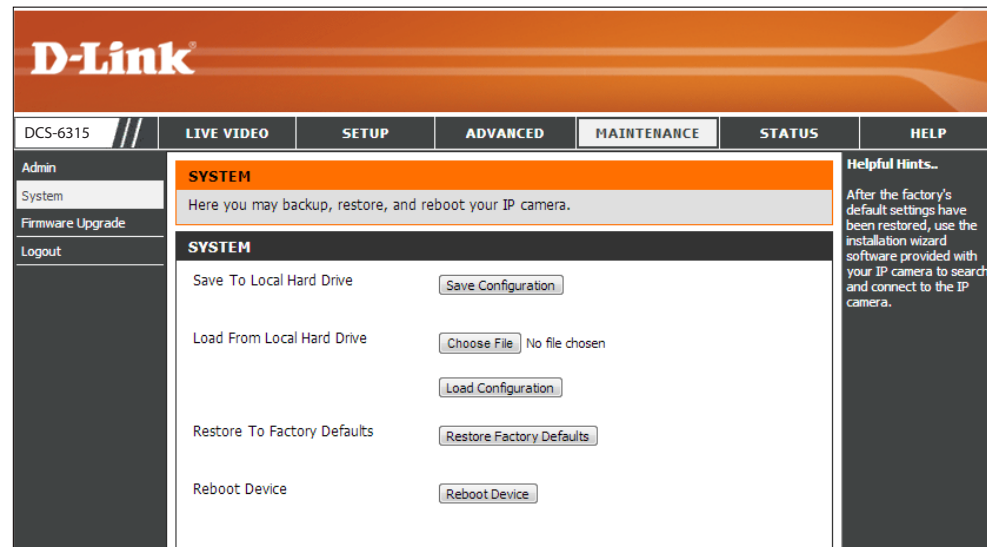 D-Link®
DCS-6315
LIVE VIDEO
SETUP
ADVANCED
MAINTENANCE
STATUS
HELP
Admin
System
Firmware Upgrade
Logout
SYSTEM
Here you may backup, restore, and reboot your IP camera.
SYSTEM
Save To Local Hard Drive
Save Configuration
Load From Local Hard Drive
Choose File No file chosen
Load Configuration
Restore To Factory Defaults
Restore Factory Defaults
Reboot Device
Reboot Device
Helpful Hints..
After the factory's
default settings have
been restored, use the
installation wizard
software provided with
your IP camera to search
and connect to the IP
camera.